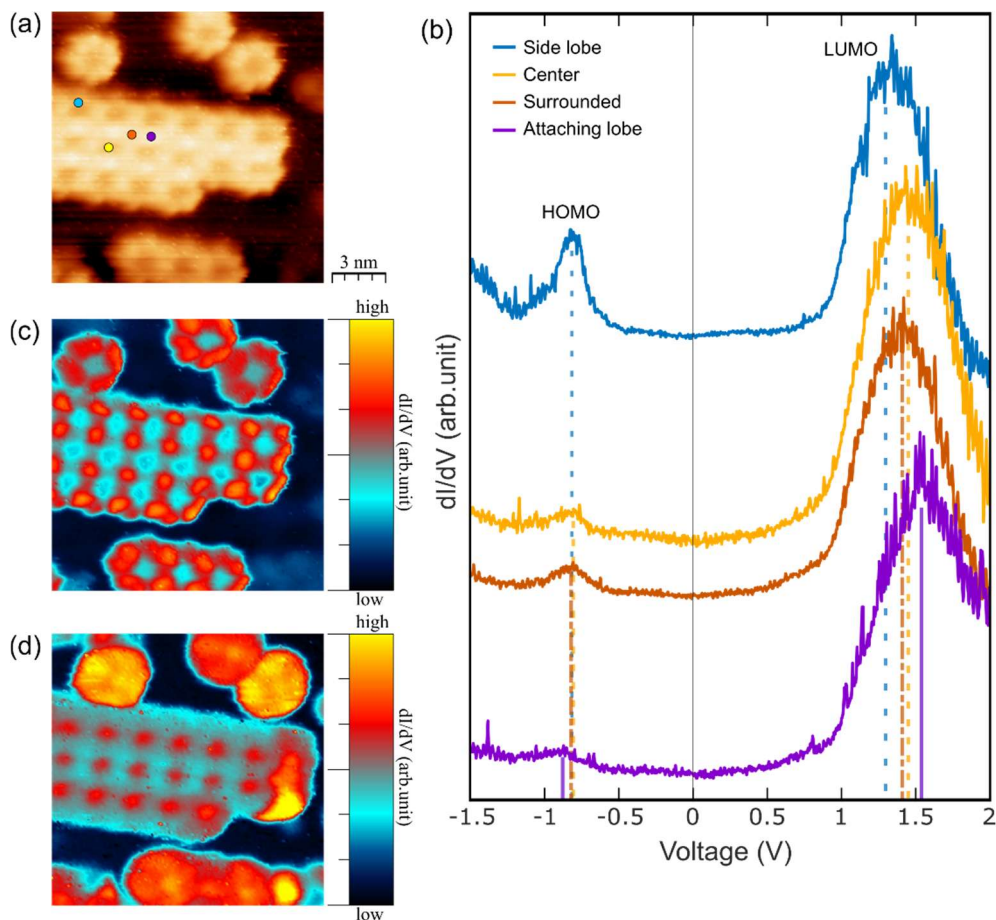 (a)
3 nm
(b)
Side lobe
Center
Surrounded
Attaching lobe
LUMO
HOMO
dI/dV (arb.unit)
-1.5 -1 -0.5 0 0.5 1 1.5 2
Voltage (V)
(c)
high
dI/dV (arb.unit)
low
(d)
high
dI/dV (arb.unit)
low